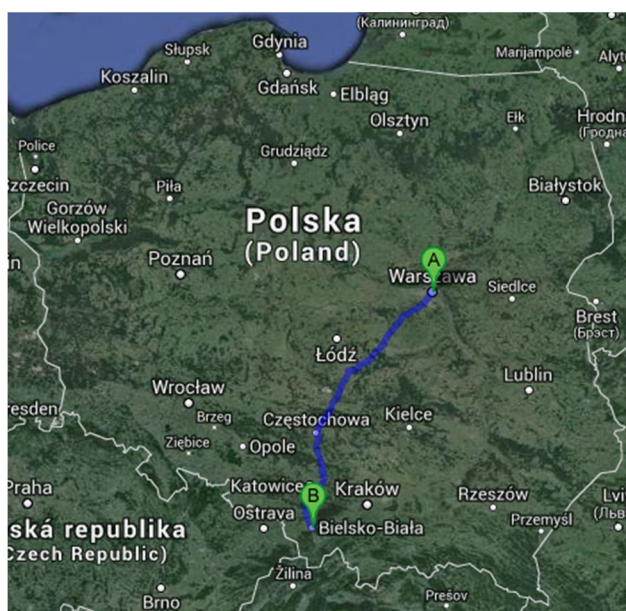 (Калининград)
Gdynia
Słupsk
Marijampolė
Koszalin
Gdańsk
Elbląg
Olsztyn
Ełk
Police
Grudziądz
Piła
Białystok
Gorzów
Wielkopolski
Polska
(Poland)
Poznań
A
Warszawa
Siedlce
Brest
(Брэст)
Łódź
Wrocław
Lublin
Brzeg
Częstochowa
Kielce
Ziębice
Opole
Katowice
B
Kraków
Rzeszów
Praha
Ostrava
Bielsko-Biała
Przemyśl
ská republika
Czech Republic)
Žilina
Brno
Prešov